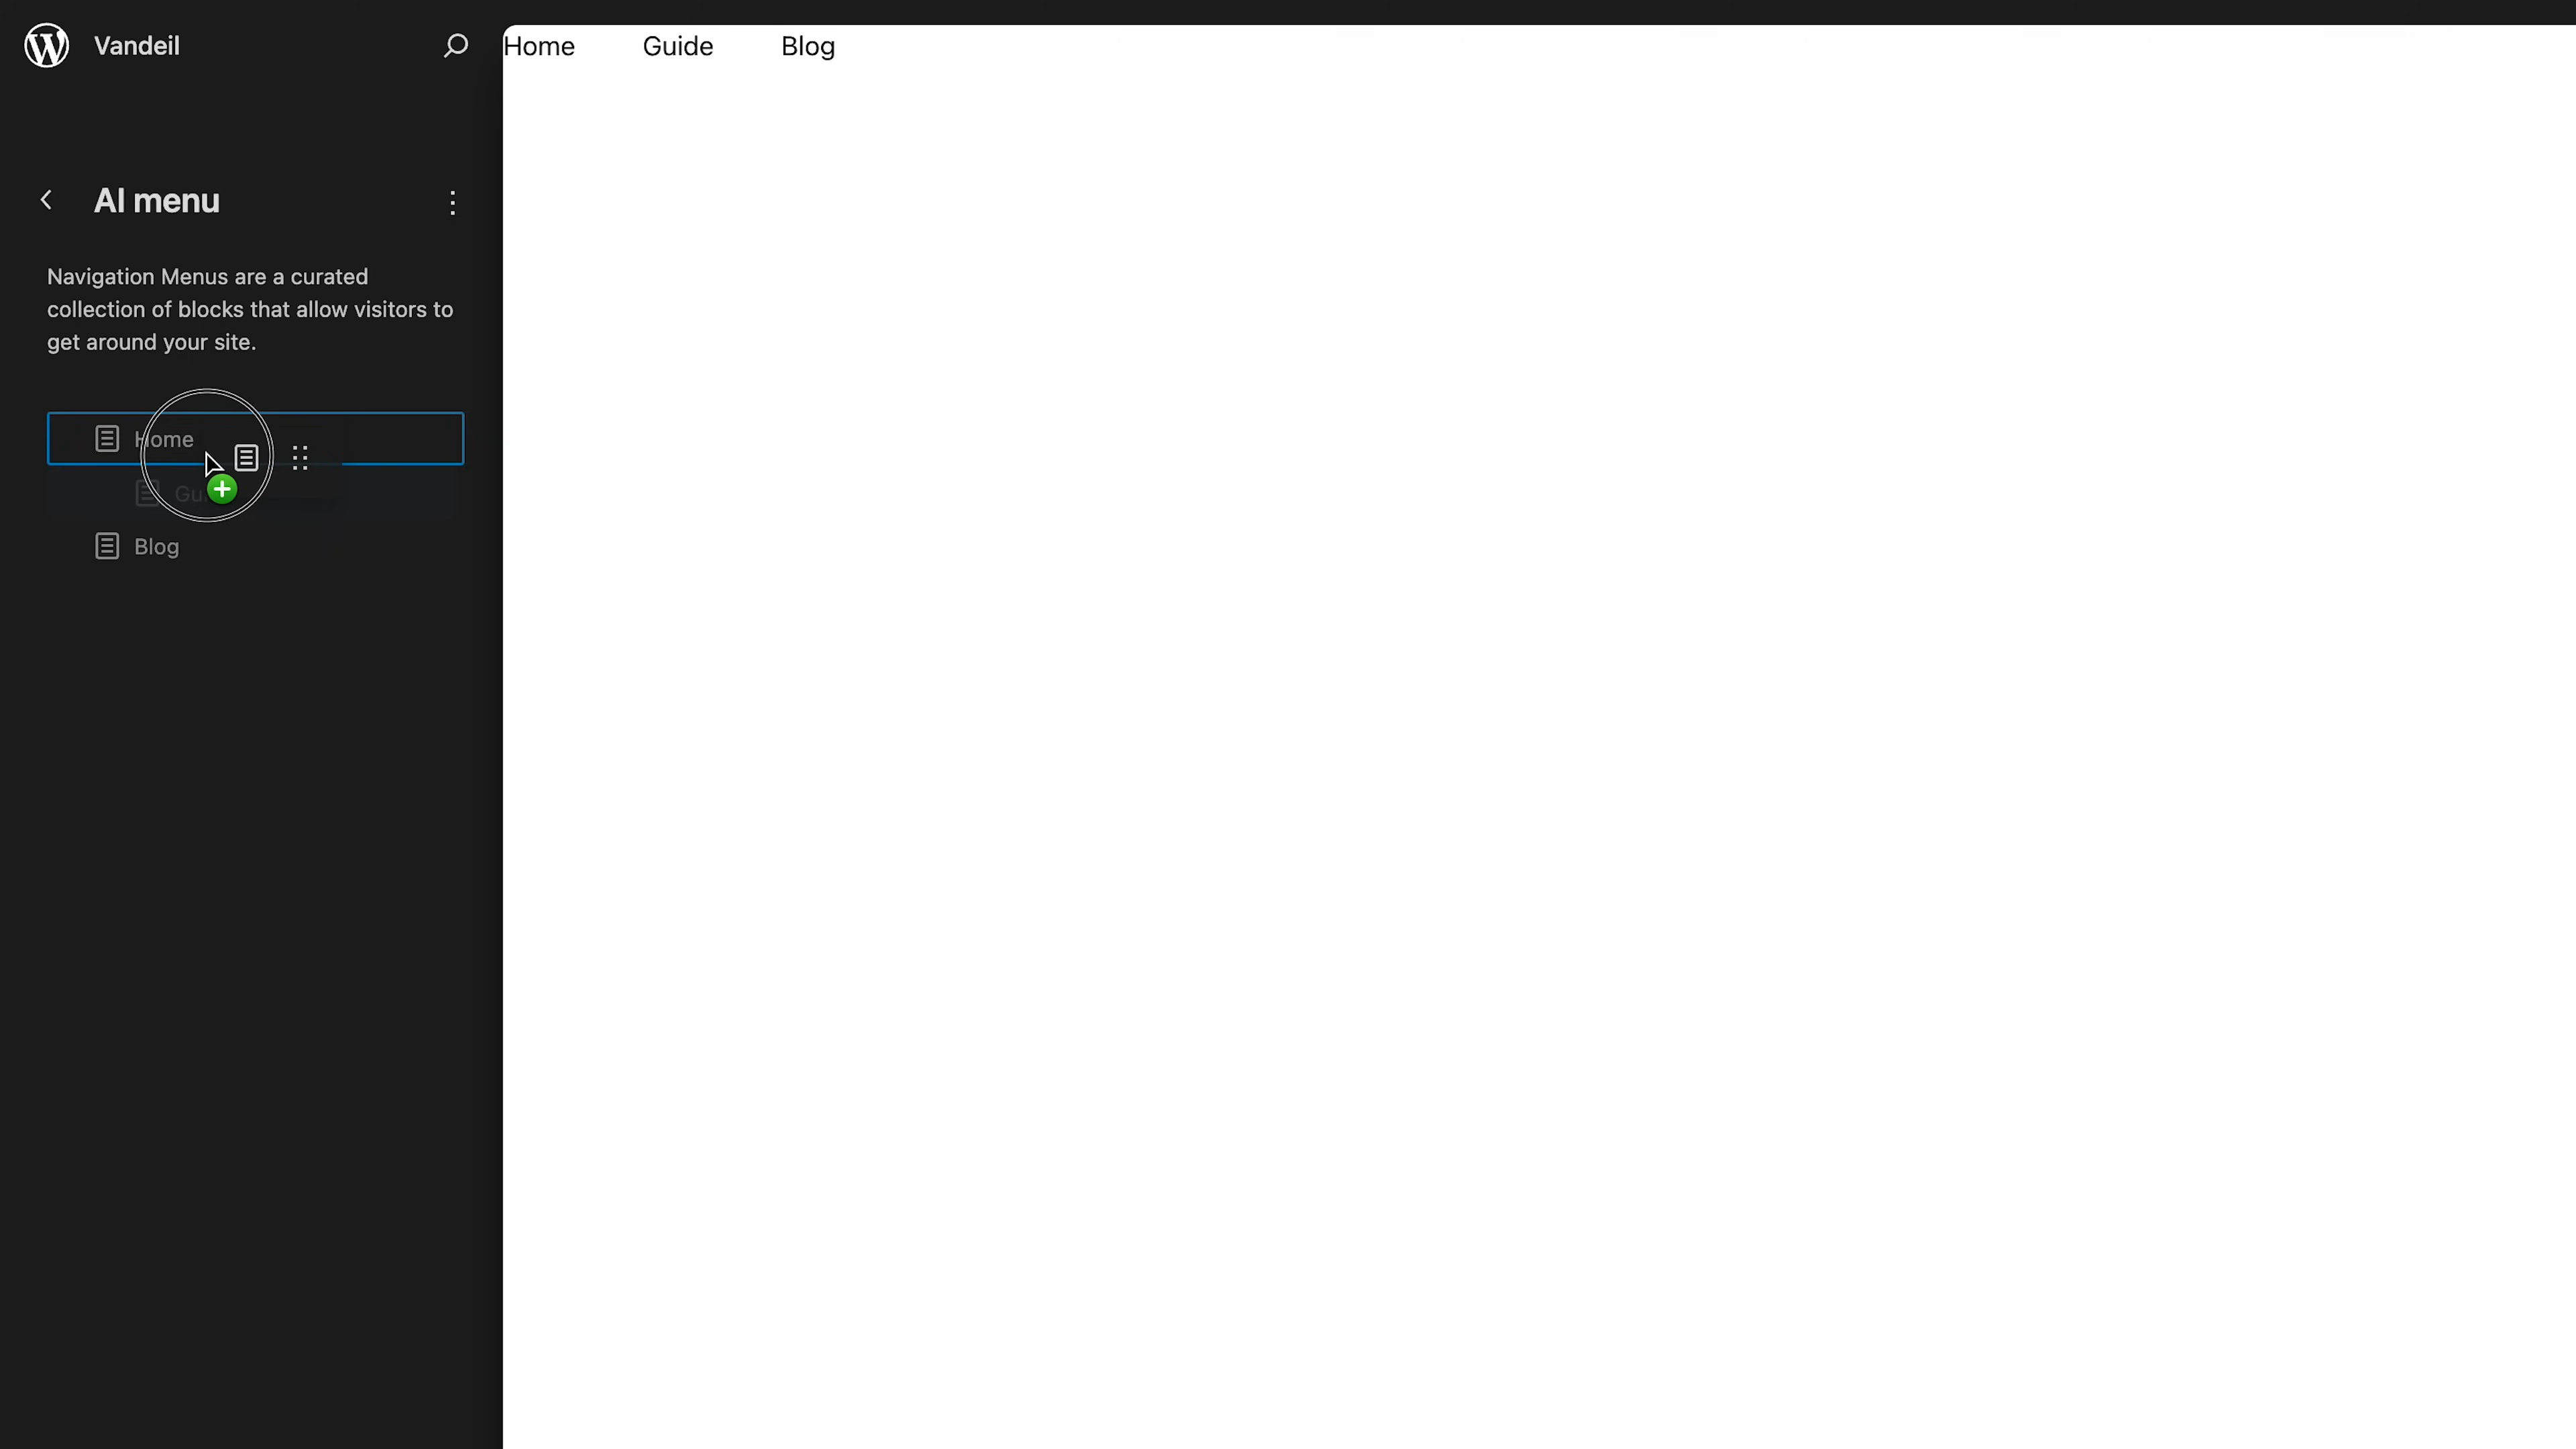 Vandeil
Home Guide Blog
AI menu
Navigation Menus are a curated
collection of blocks that allow visitors to
get around your site.
Home
Blog